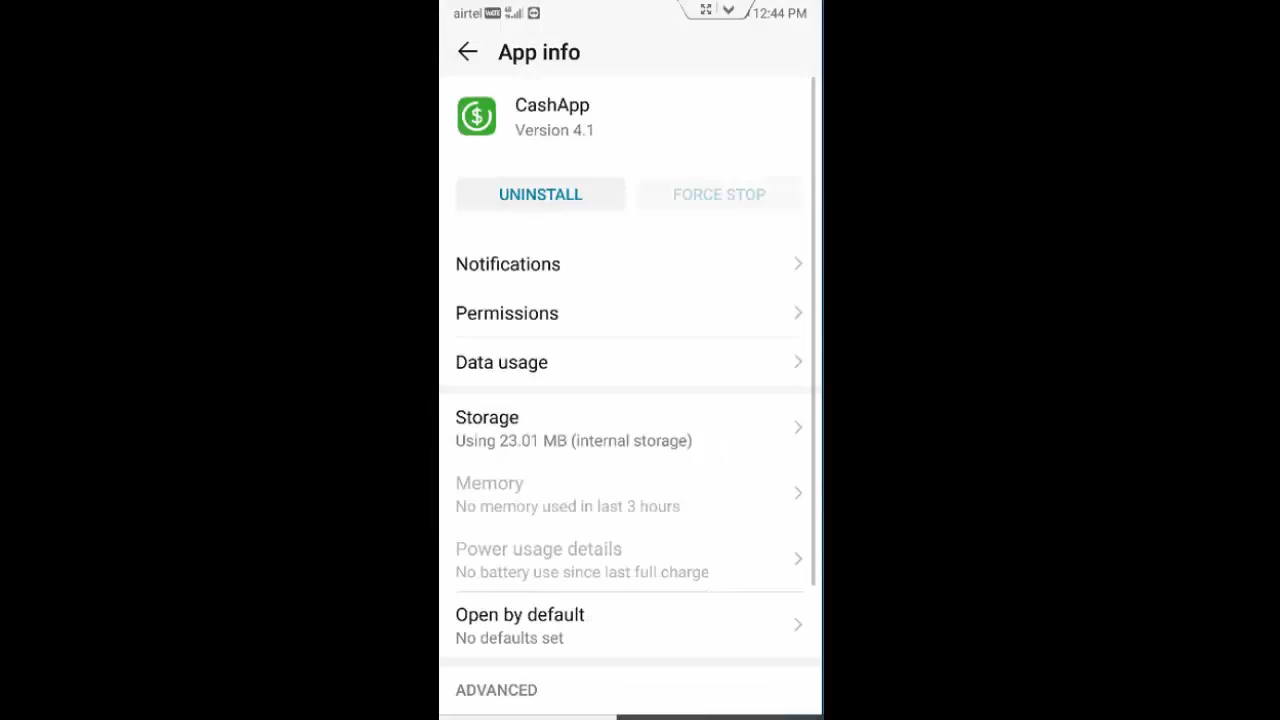 airtel VoLTE 4G 12:44 PM
App info
CashApp
Version 4.1
UNINSTALL FORCE STOP
Notifications
Permissions
Data usage
Storage
Using 23.01 MB (internal storage)
Memory
No memory used in last 3 hours
Power usage details
No battery use since last full charge
Open by default
No defaults set
ADVANCED